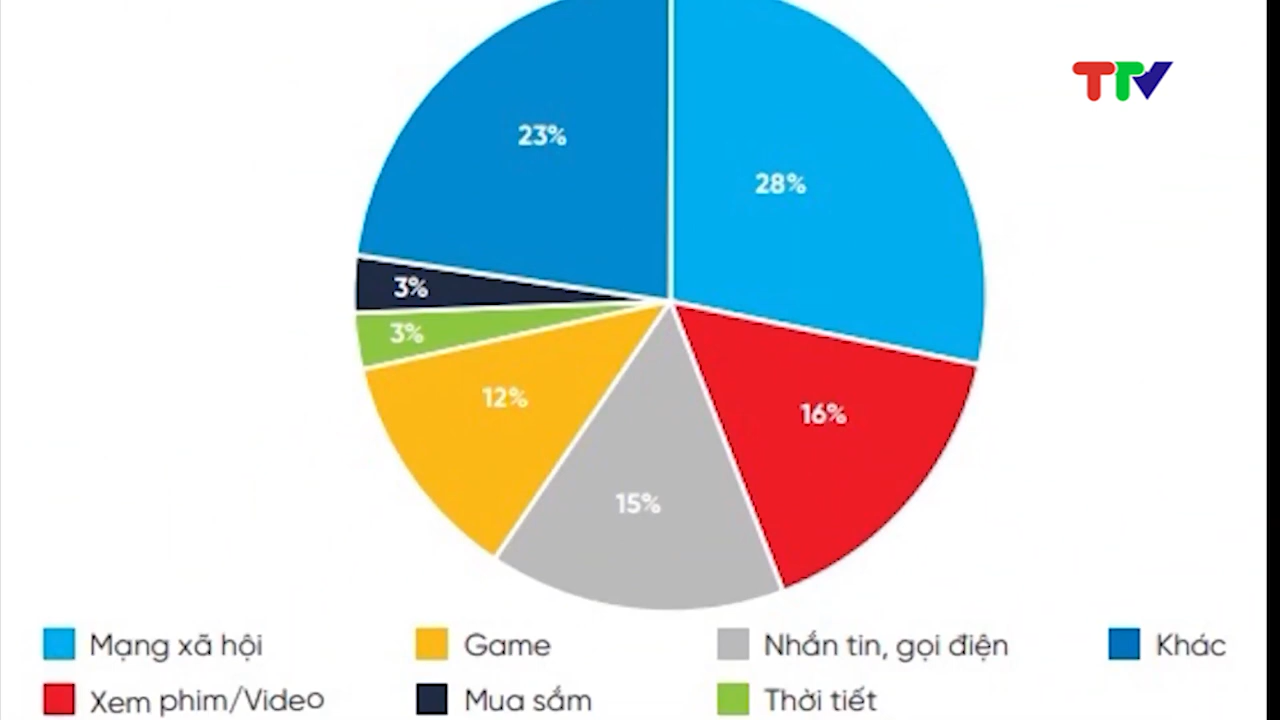 TTV
23%
28%
3%
3%
12%
16%
15%
Mạng xã hội
Game
Nhắn tin, gọi điện
Khác
Xem phim/Video
Mua sắm
Thời tiết